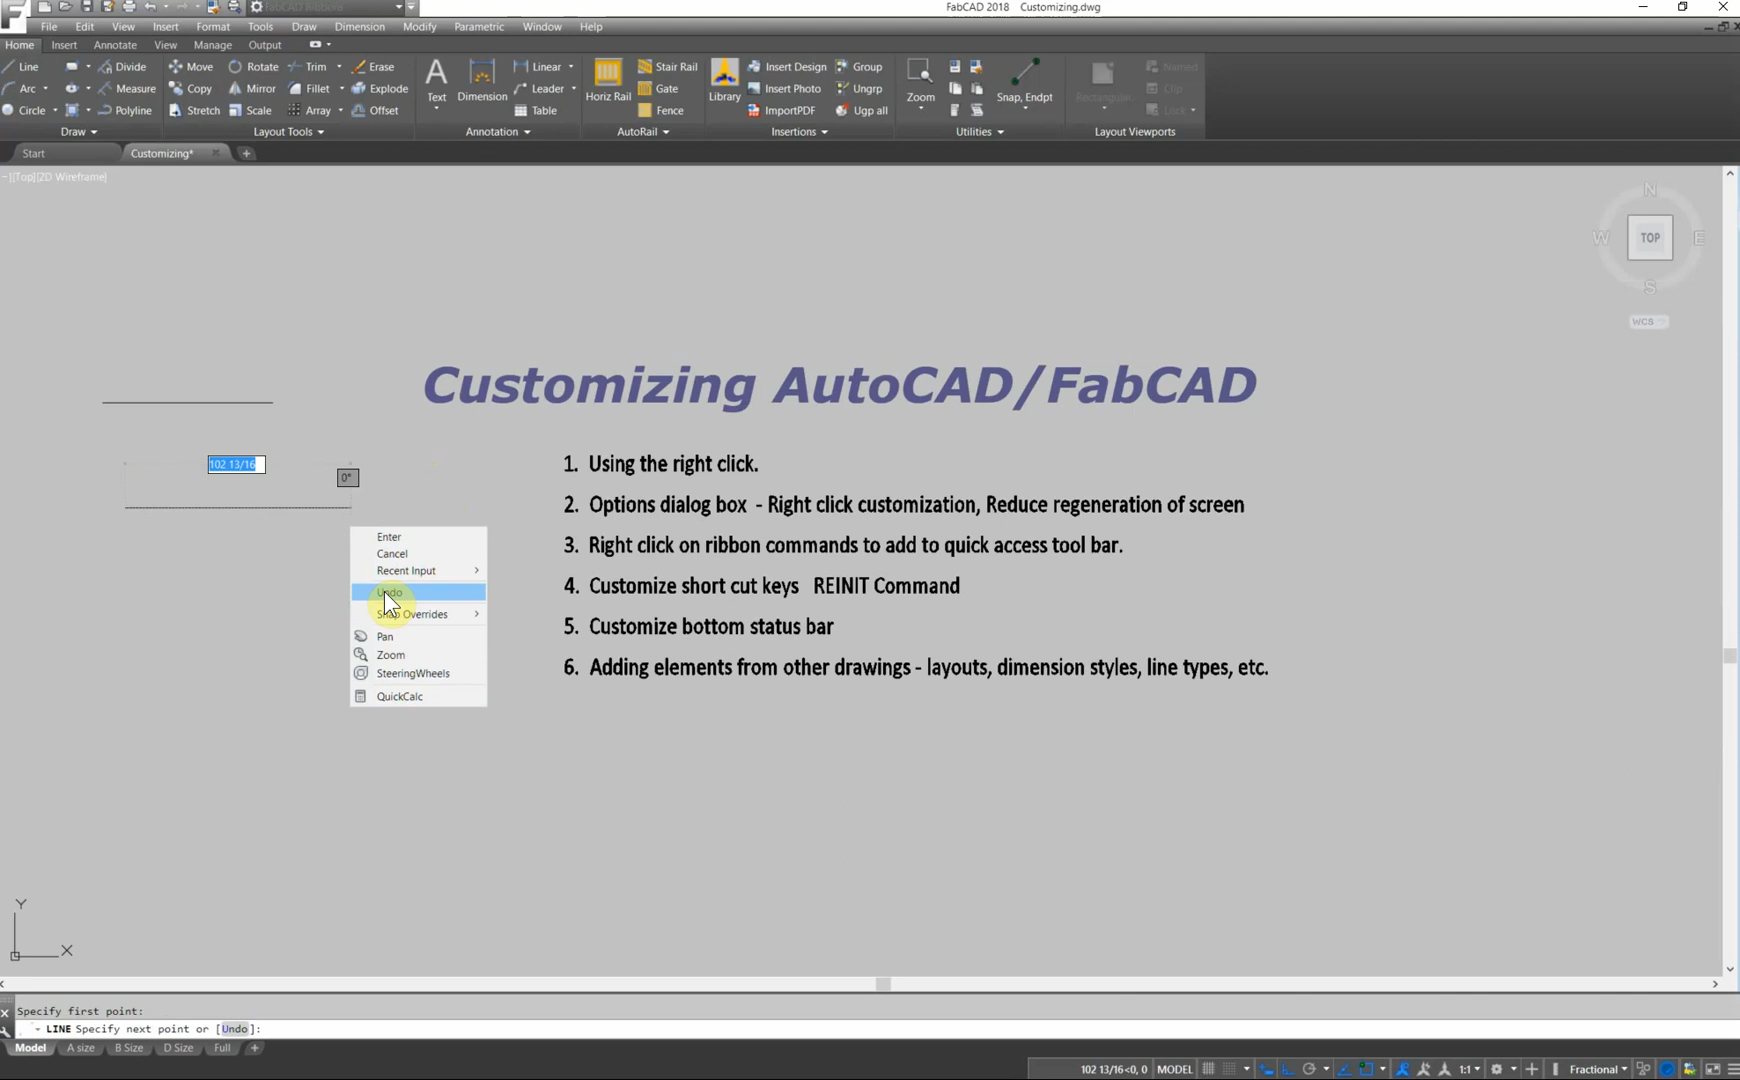 FabCAD Ribbons
FabCAD 2018 Customizing.dwg
File Edit View Insert Format Tools Draw Dimension Modify Parametric Window Help
Home Insert Annotate View Manage Output
Line Divide Move Rotate Trim Erase Text Dimension Linear Horiz Rail Stair Rail Library Insert Design Group Zoom Snap, Endpt Rectangular Named
Arc Measure Copy Mirror Fillet Explode Leader Gate Insert Photo Ungrp Clip
Circle Polyline Stretch Scale Array Offset Table Fence ImportPDF Ugp all Lock
Draw Layout Tools Annotation AutoRail Insertions Utilities Layout Viewports
Start Customizing* +
−][Top][2D Wireframe]
N
W TOP E
S
WCS
Customizing AutoCAD/FabCAD
1. Using the right click.
2. Options dialog box - Right click customization, Reduce regeneration of screen
3. Right click on ribbon commands to add to quick access tool bar.
4. Customize short cut keys REINIT Command
5. Customize bottom status bar
6. Adding elements from other drawings - layouts, dimension styles, line types, etc.
102 13/16
0°
Enter
Cancel
Recent Input
Undo
Snap Overrides
Pan
Zoom
SteeringWheels
QuickCalc
Y
X
Specify first point:
LINE Specify next point or [Undo]:
Model A size B Size D Size Full +
102 13/16<0, 0 MODEL 1:1 Fractional